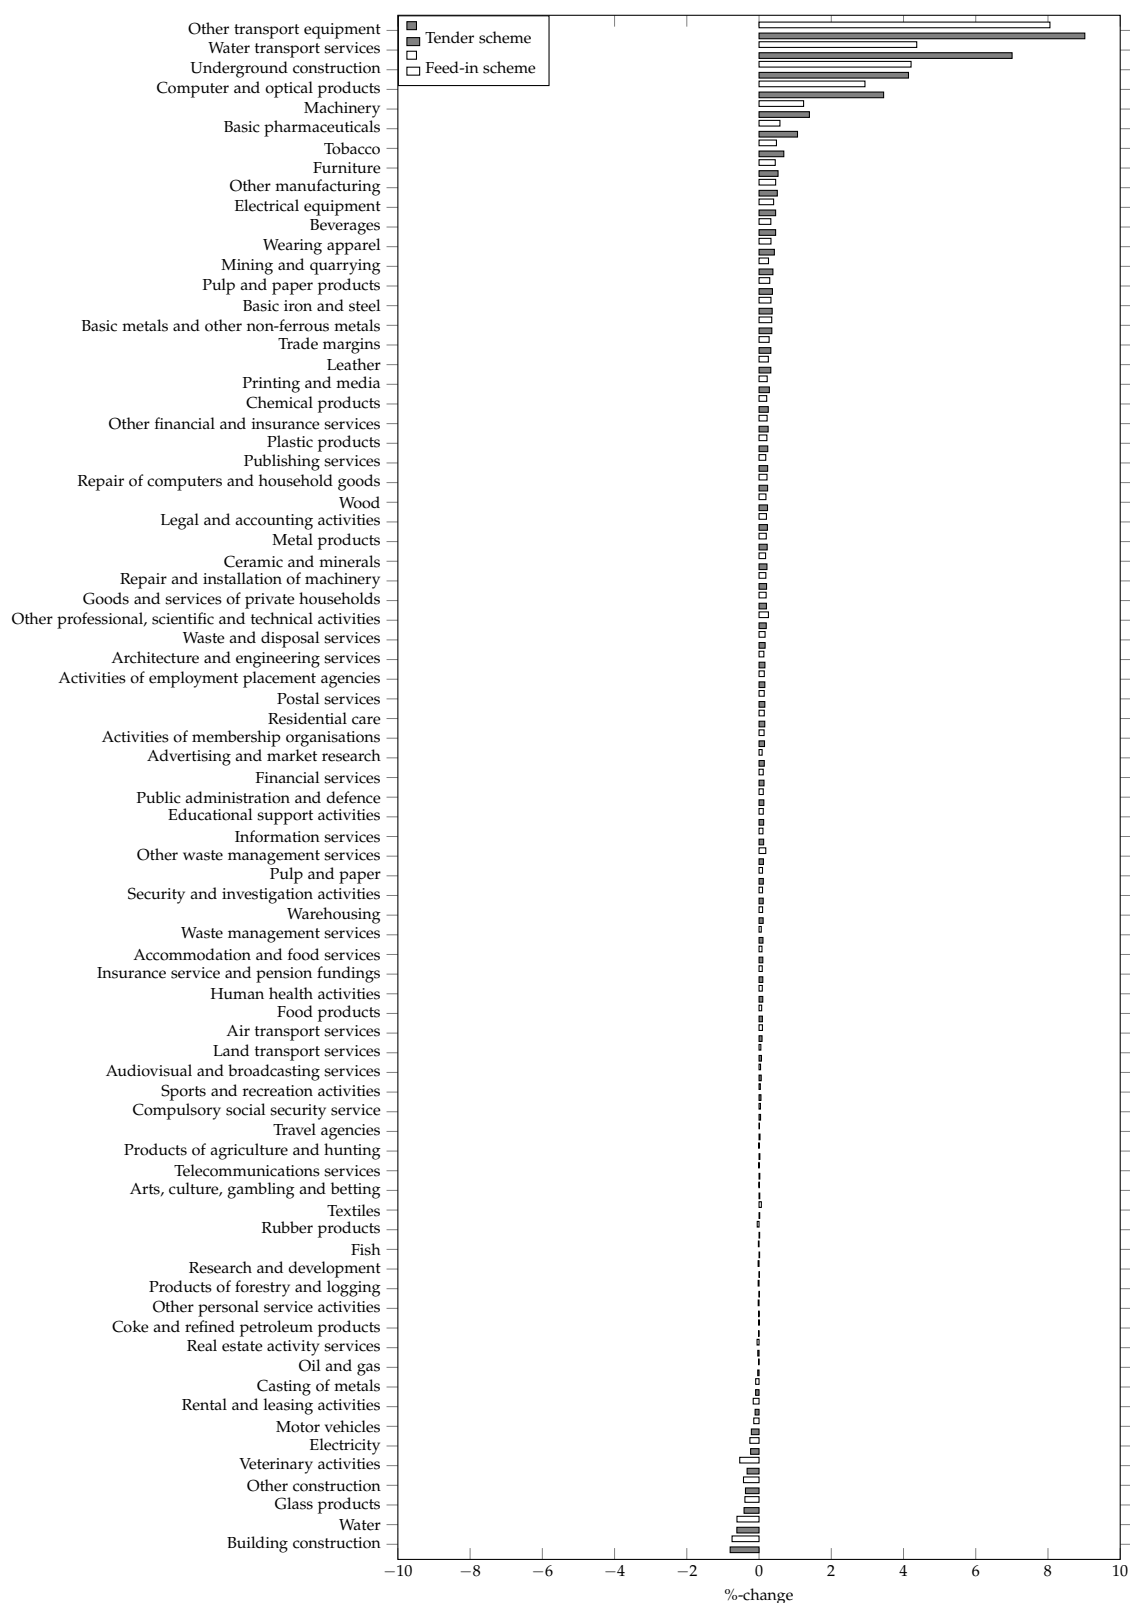 Other transport equipment
Water transport services
Underground construction
Computer and optical products
Machinery
Basic pharmaceuticals
Tobacco
Furniture
Other manufacturing
Electrical equipment
Beverages
Wearing apparel
Mining and quarrying
Pulp and paper products
Basic iron and steel
Basic metals and other non-ferrous metals
Trade margins
Leather
Printing and media
Chemical products
Other financial and insurance services
Plastic products
Publishing services
Repair of computers and household goods
Wood
Legal and accounting activities
Metal products
Ceramic and minerals
Repair and installation of machinery
Goods and services of private households
Other professional, scientific and technical activities
Waste and disposal services
Architecture and engineering services
Activities of employment placement agencies
Postal services
Residential care
Activities of membership organisations
Advertising and market research
Financial services
Public administration and defence
Educational support activities
Information services
Other waste management services
Pulp and paper
Security and investigation activities
Warehousing
Waste management services
Accommodation and food services
Insurance service and pension fundings
Human health activities
Food products
Air transport services
Land transport services
Audiovisual and broadcasting services
Sports and recreation activities
Compulsory social security service
Travel agencies
Products of agriculture and hunting
Telecommunications services
Arts, culture, gambling and betting
Textiles
Rubber products
Fish
Research and development
Products of forestry and logging
Other personal service activities
Coke and refined petroleum products
Real estate activity services
Oil and gas
Casting of metals
Rental and leasing activities
Motor vehicles
Electricity
Veterinary activities
Other construction
Glass products
Water
Building construction
Tender scheme
Feed-in scheme
−10 −8 −6 −4 −2 0 2 4 6 8 10
%-change